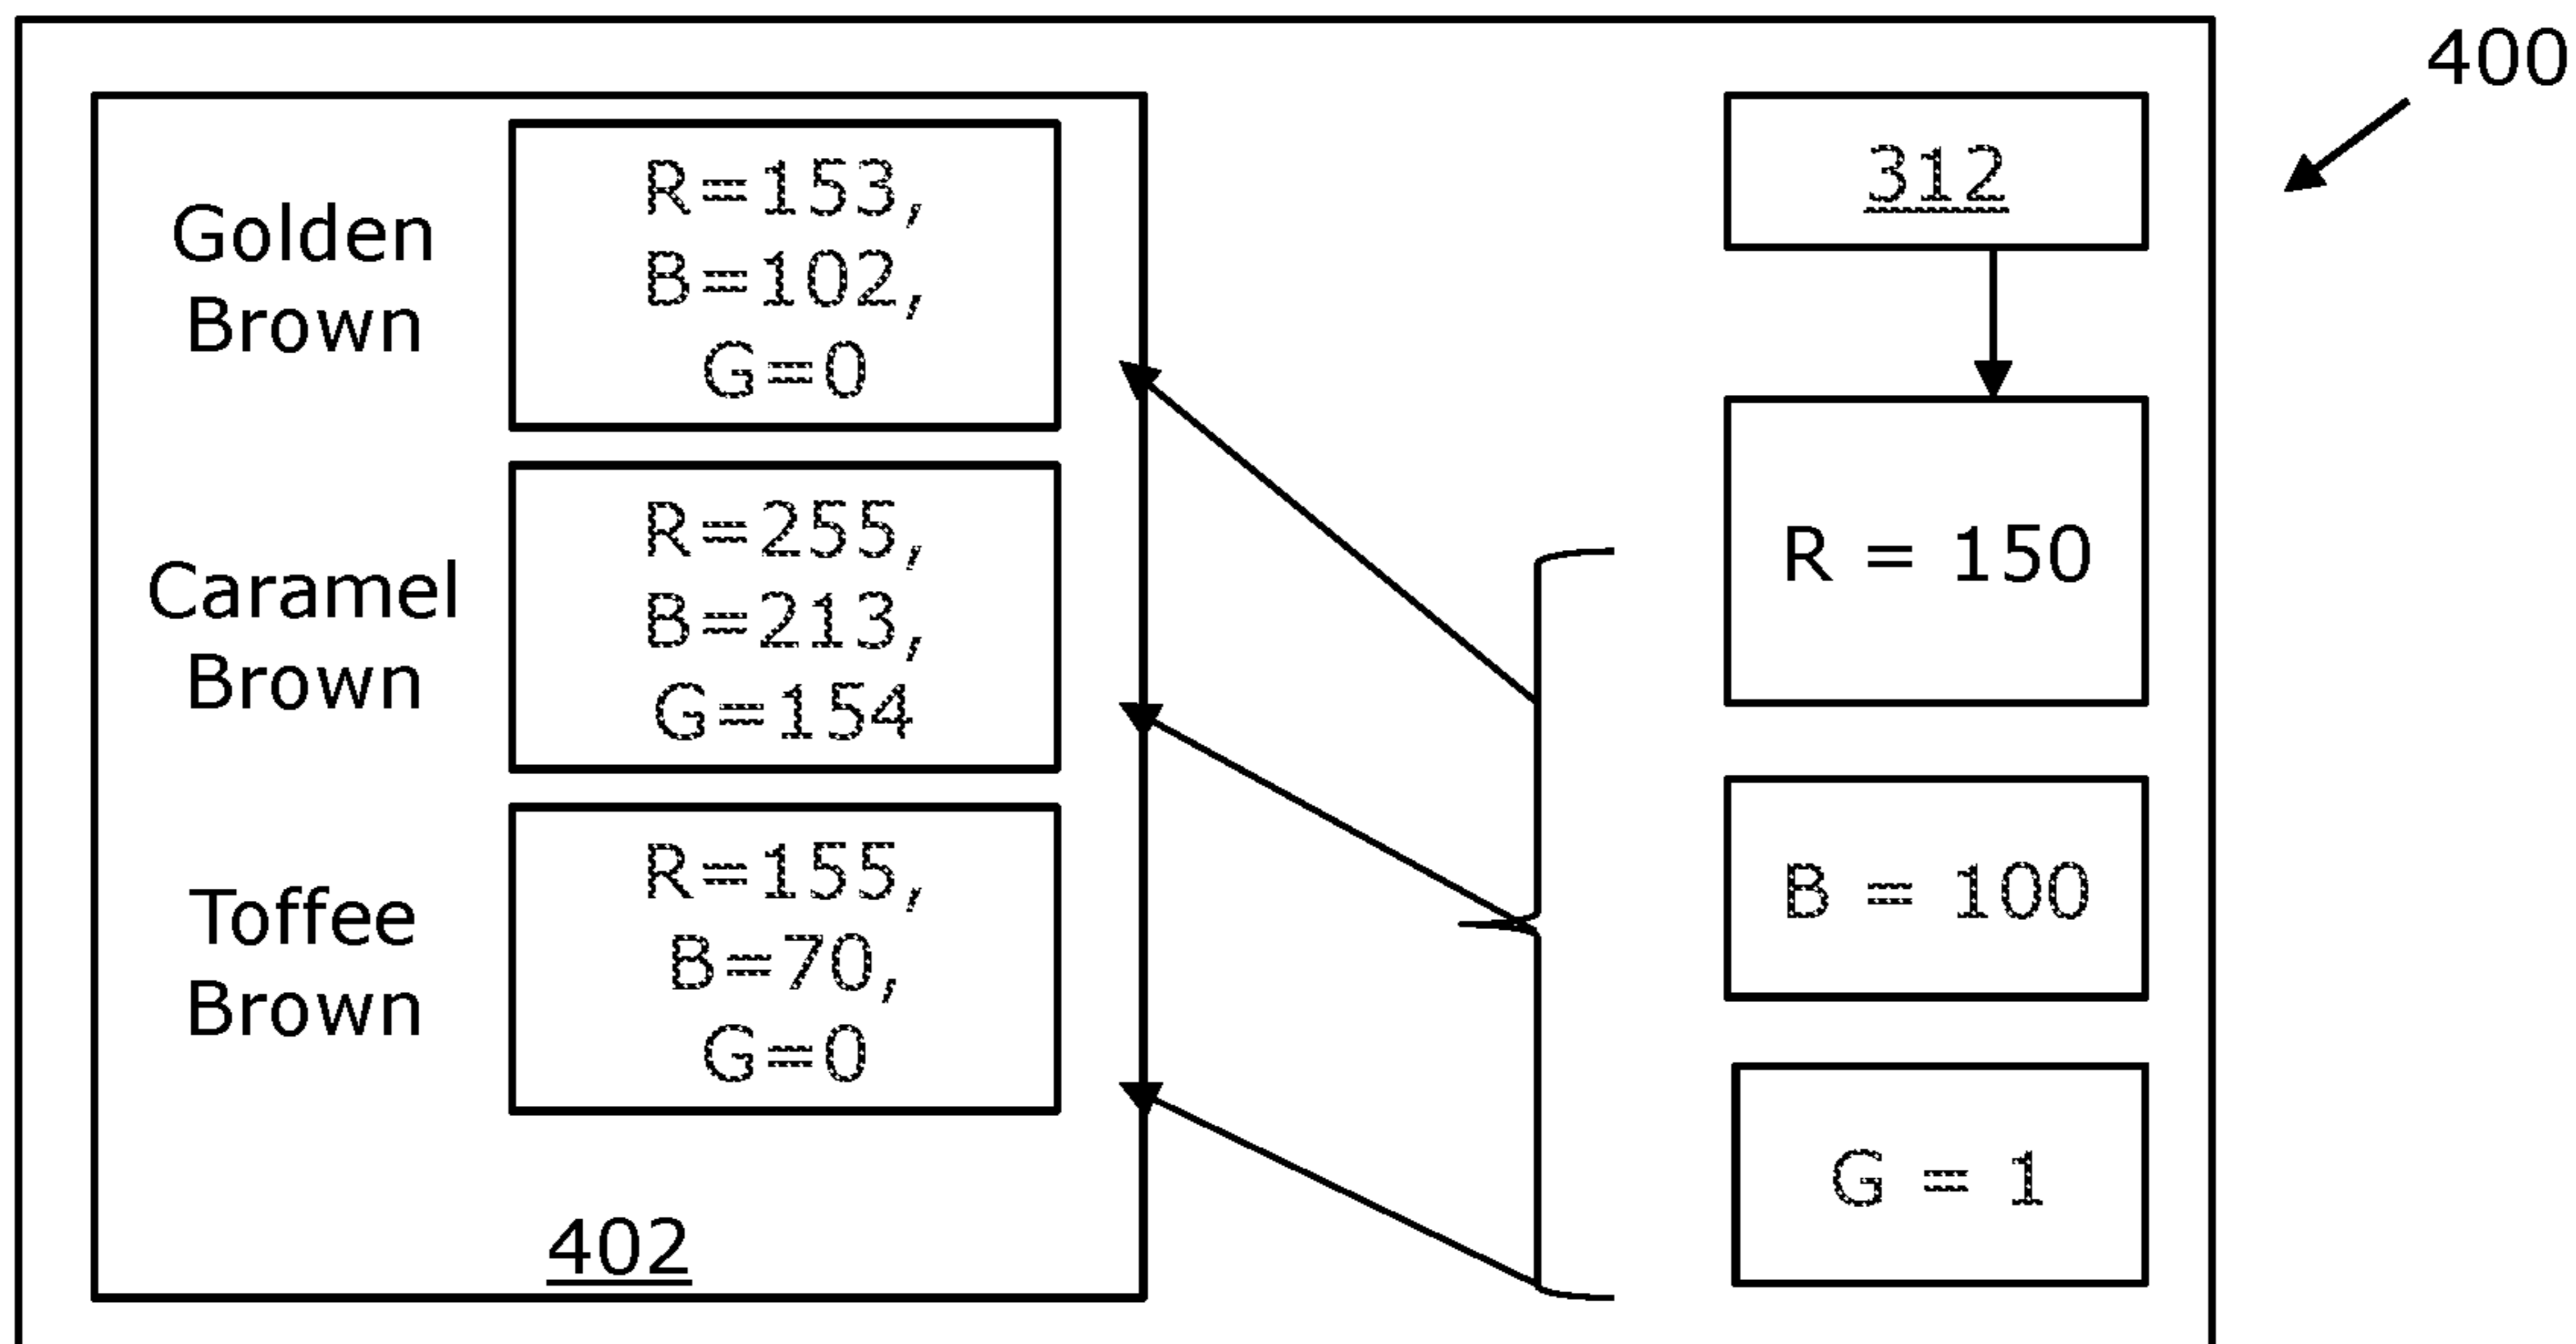 400
Golden
Brown
R=153,
B=102,
G=0
Caramel
Brown
R=255,
B=213,
G=154
Toffee
Brown
R=155,
B=70,
G=0
402
312
R = 150
B = 100
G = 1